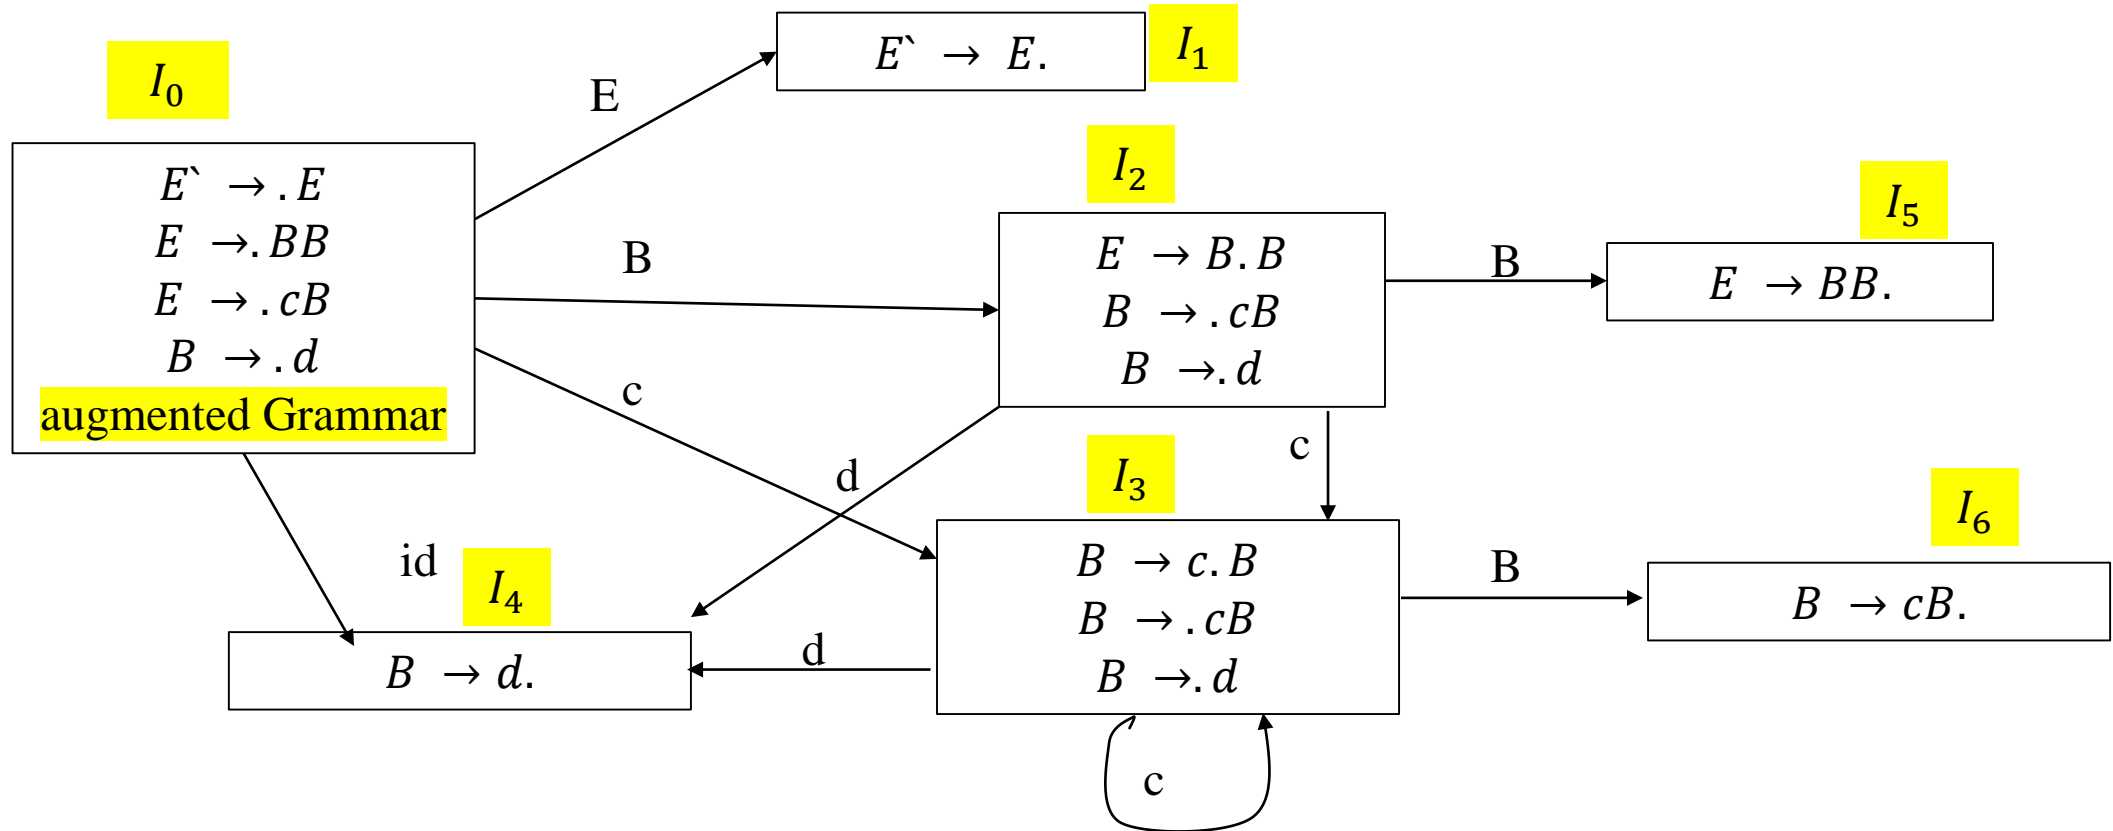 I₀
E` → .E
E → .BB
E → .cB
B → .d
augmented Grammar
E
E` → E.
I₁
B
I₂
E → B.B
B → .cB
B → .d
B
I₅
E → BB.
c
d
c
id
I₄
B → d.
d
I₃
B → c.B
B → .cB
B → .d
c
B
I₆
B → cB.